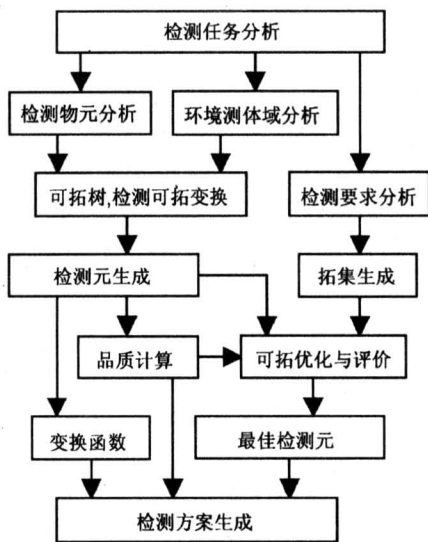 检测任务分析
检测物元分析
环境测体域分析
可拓树,检测可拓变换
检测要求分析
检测元生成
拓集生成
品质计算
可拓优化与评价
变换函数
最佳检测元
检测方案生成